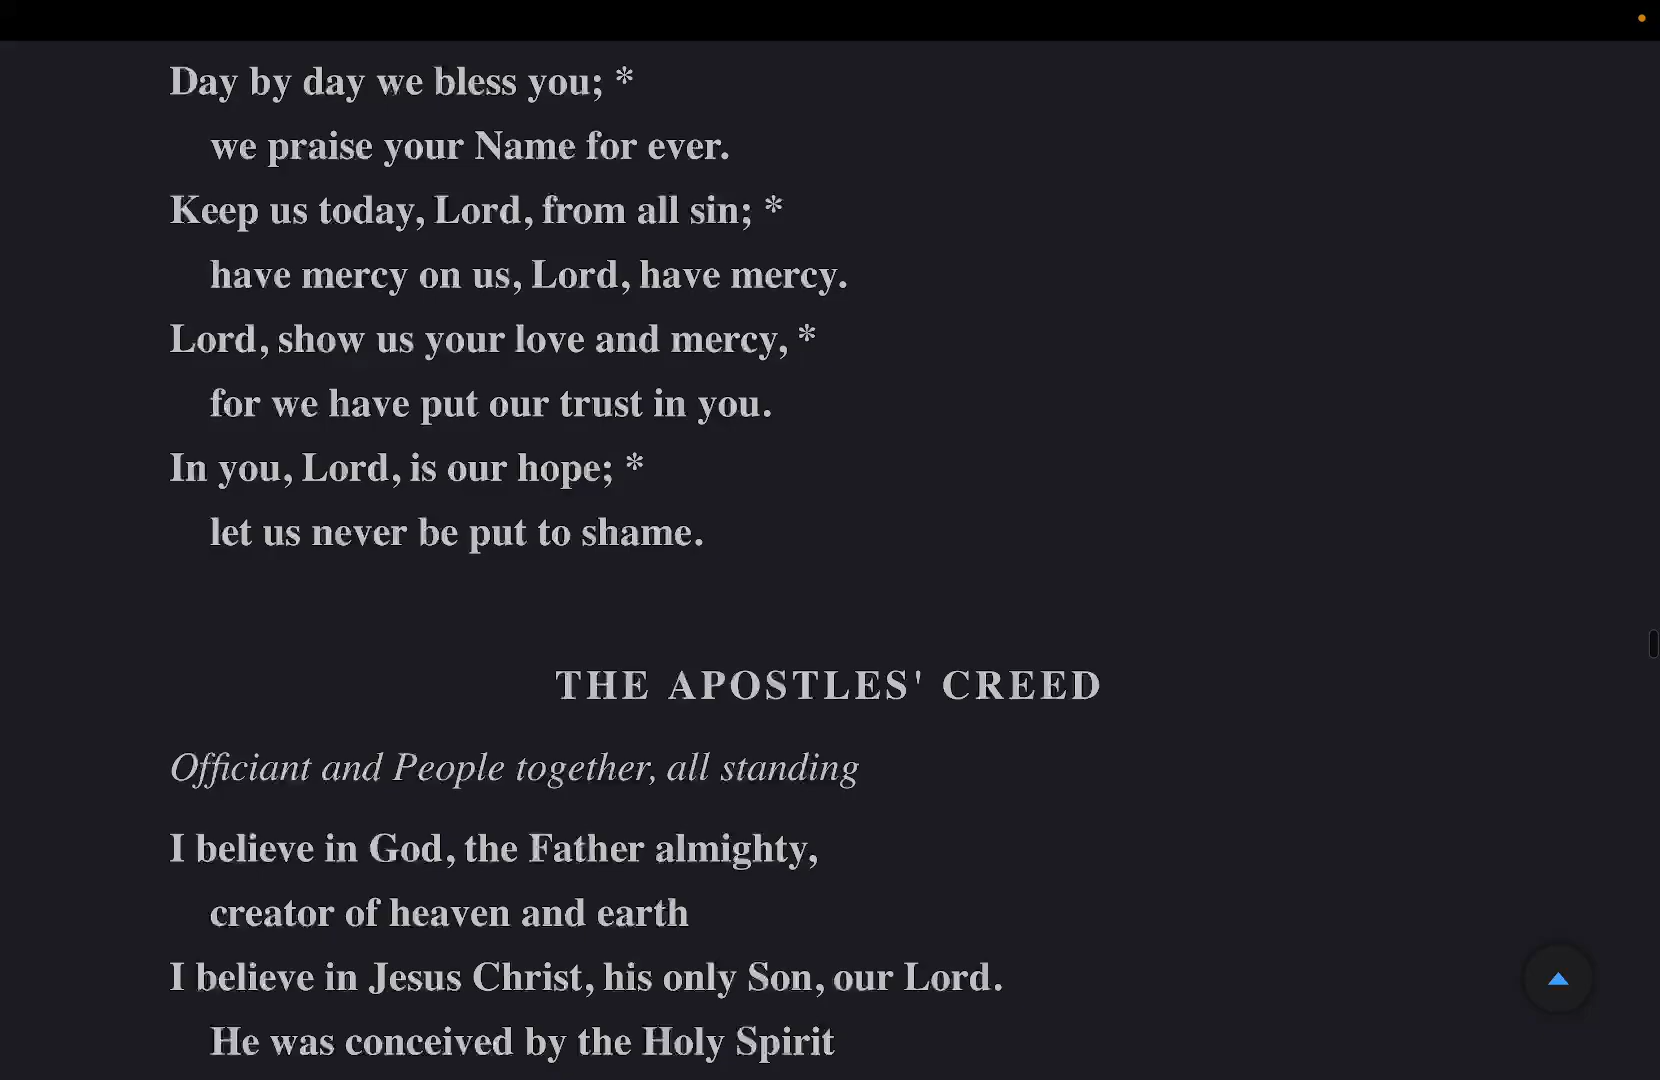 Day by day we bless you; *
we praise your Name for ever.
Keep us today, Lord, from all sin; *
have mercy on us, Lord, have mercy.
Lord, show us your love and mercy, *
for we have put our trust in you.
In you, Lord, is our hope; *
let us never be put to shame.
THE APOSTLES' CREED
Officiant and People together, all standing
I believe in God, the Father almighty,
creator of heaven and earth
I believe in Jesus Christ, his only Son, our Lord.
He was conceived by the Holy Spirit